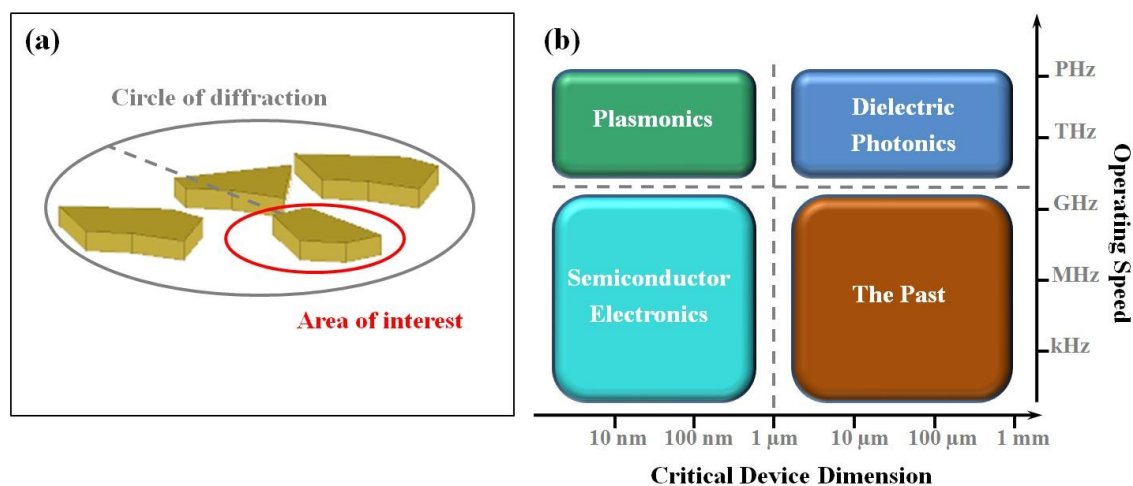 (a)
Circle of diffraction
Area of interest
(b)
Plasmonics
Dielectric
Photonics
Semiconductor
Electronics
The Past
PHz
THz
GHz
MHz
kHz
Operating Speed
10 nm 100 nm 1 µm 10 µm 100 µm 1 mm
Critical Device Dimension